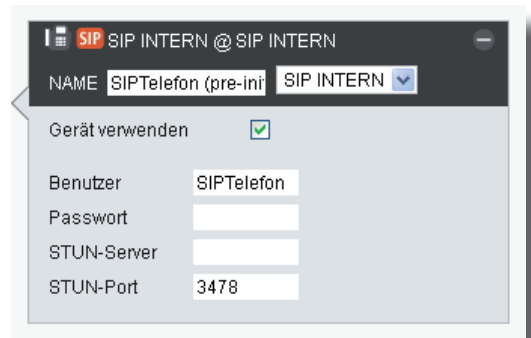 SIP SIP INTERN @ SIP INTERN
NAME SIPTelefon (pre-ini SIP INTERN
Gerät verwenden
Benutzer SIPTelefon
Passwort
STUN-Server
STUN-Port 3478